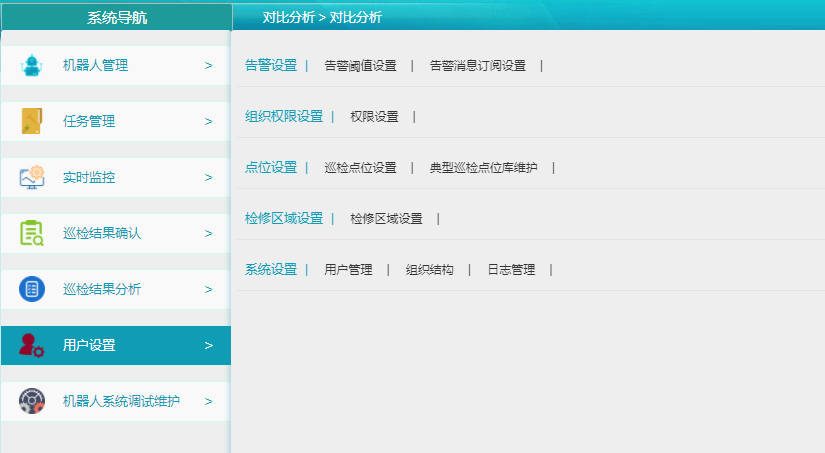 系统导航
对比分析 > 对比分析
机器人管理 >
任务管理 >
实时监控 >
巡检结果确认 >
巡检结果分析 >
用户设置 >
机器人系统调试维护 >
告警设置 | 告警阈值设置 | 告警消息订阅设置 |
组织权限设置 | 权限设置 |
点位设置 | 巡检点位设置 | 典型巡检点位库维护 |
检修区域设置 | 检修区域设置 |
系统设置 | 用户管理 | 组织结构 | 日志管理 |